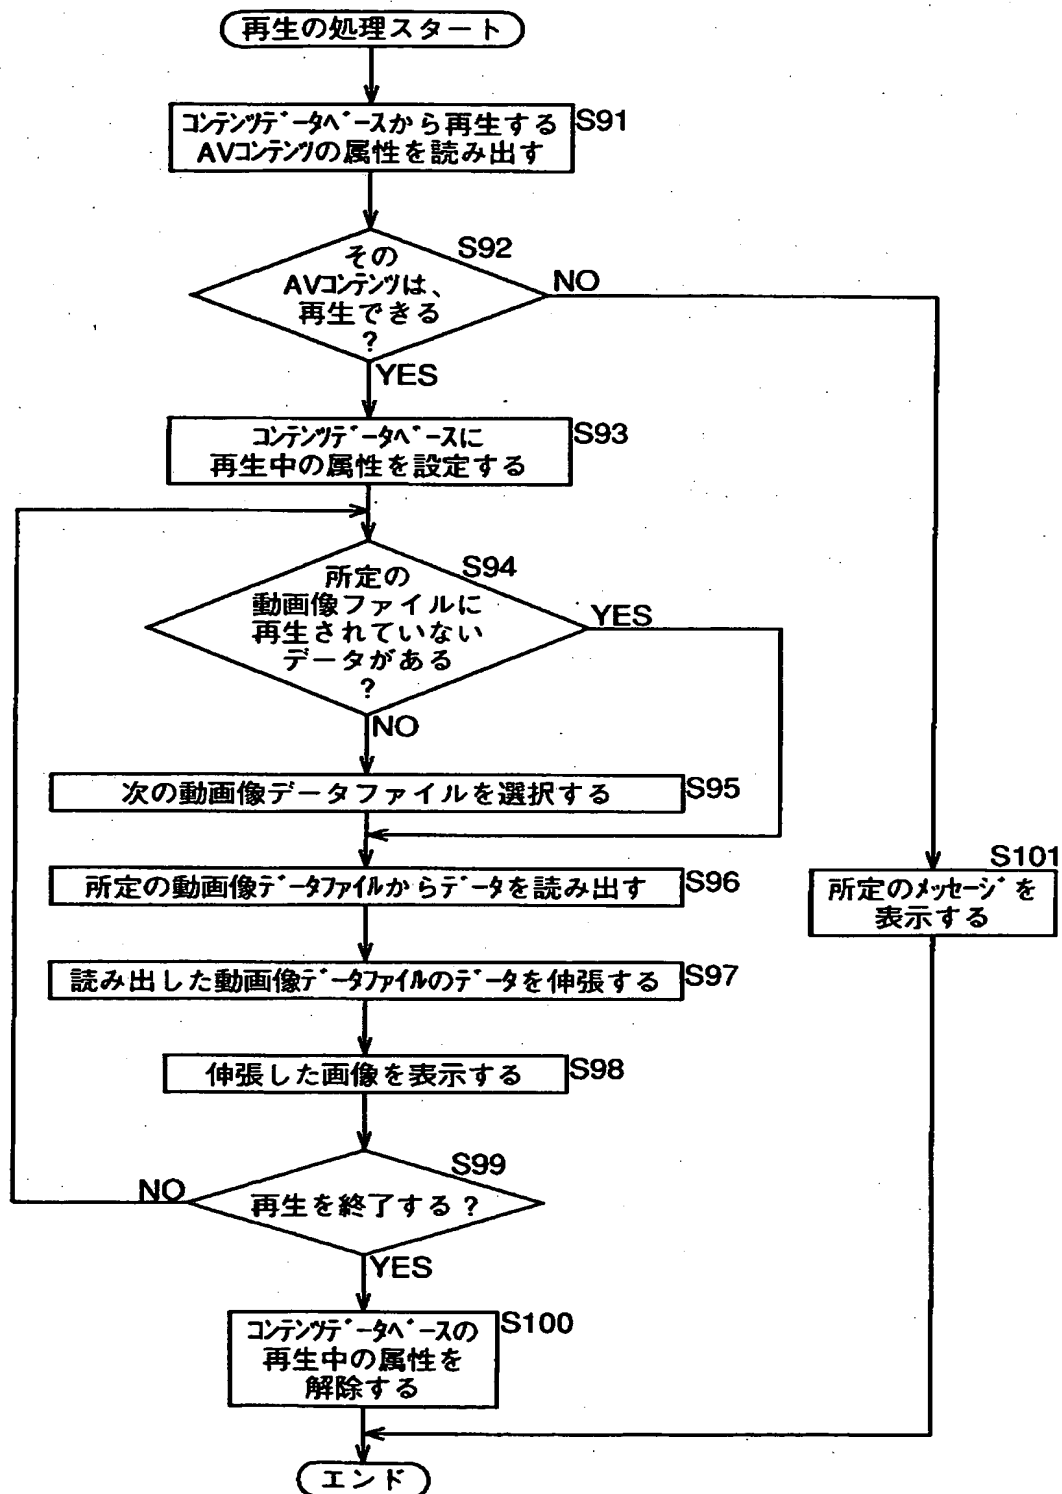 再生の処理スタート
コンテンツデータベースから再生する
AVコンテンツの属性を読み出す
S91
その
AVコンテンツは、
再生できる
?
S92
NO
YES
コンテンツデータベースに
再生中の属性を設定する
S93
所定の
動画像ファイルに
再生されていない
データがある
?
S94
YES
NO
次の動画像データファイルを選択する
S95
所定の動画像データファイルからデータを読み出す
S96
読み出した動画像データファイルのデータを伸張する
S97
伸張した画像を表示する
S98
再生を終了する?
S99
NO
YES
コンテンツデータベースの
再生中の属性を
解除する
S100
S101
所定のメッセージを
表示する
エンド